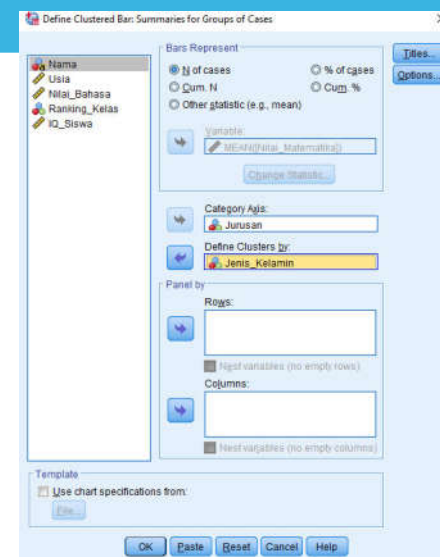 Define Clustered Bar: Summaries for Groups of Cases
Nama
Usia
Nilai_Bahasa
Ranking_Kelas
IQ_Siswa
Bars Represent
N of cases
% of cases
Cum. N
Cum. %
Other statistic (e.g., mean)
Variable:
MEAN([Nilai_Matematika])
Change Statistic...
Category Axis:
Jurusan
Define Clusters by:
Jenis_Kelamin
Panel by
Rows:
Nest variables (no empty rows)
Columns:
Nest variables (no empty columns)
Template
Use chart specifications from:
File...
OK
Paste
Reset
Cancel
Help
Titles...
Options...